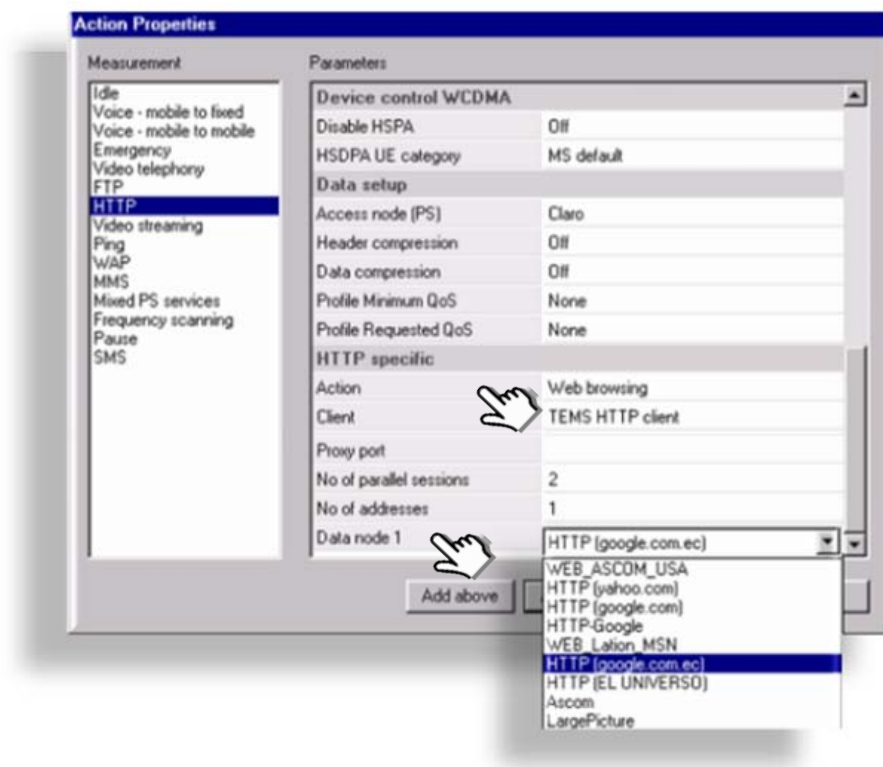 Action Properties
Measurement
Idle
Voice - mobile to fixed
Voice - mobile to mobile
Emergency
Video telephony
FTP
HTTP
Video streaming
Ping
WAP
MMS
Mixed PS services
Frequency scanning
Pause
SMS
Parameters
Device control WCDMA
Disable HSPA Off
HSDPA UE category MS default
Data setup
Access node (PS) Claro
Header compression Off
Data compression Off
Profile Minimum QoS None
Profile Requested QoS None
HTTP specific
Action Web browsing
Client TEMS HTTP client
Proxy port
No of parallel sessions 2
No of addresses 1
Data node 1 HTTP (google.com.ec)
WEB_ASCOM_USA
HTTP (yahoo.com)
HTTP (google.com)
HTTP-Google
WEB_Lation_MSN
HTTP (google.com.ec)
HTTP (EL UNIVERSO)
Ascom
LargePicture
Add above